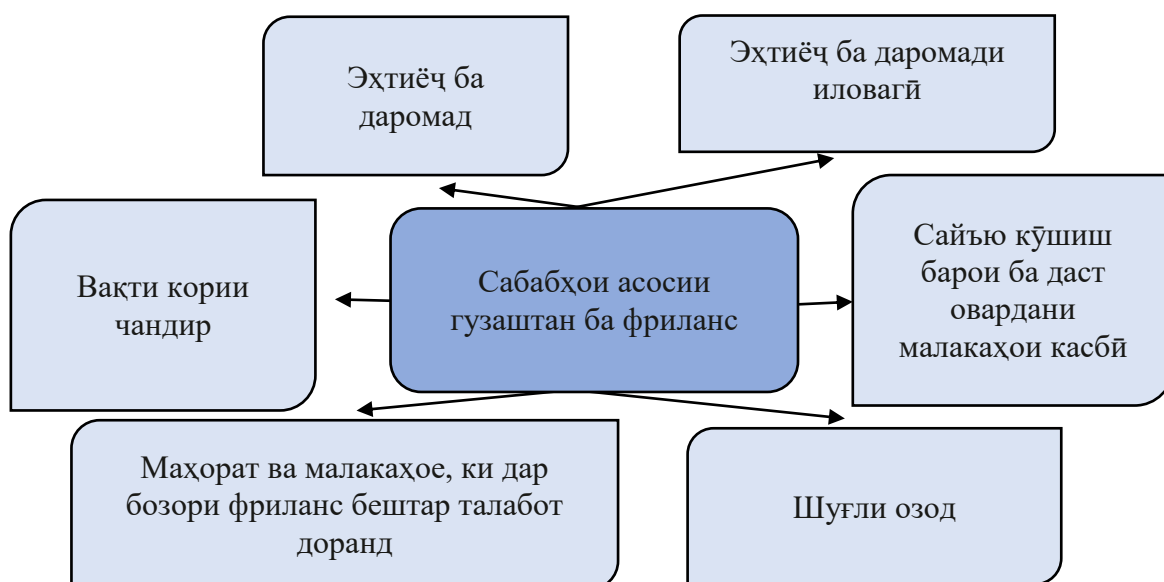 Эҳтиёҷ ба
даромад
Эҳтиёҷ ба даромади
иловагӣ
Вақти кории
чандир
Сабабҳои асосии
гузаштан ба фриланс
Сайъю кӯшиш
барои ба даст
овардани
малакаҳои касбӣ
Маҳорат ва малакаҳое, ки дар
бозори фриланс бештар талабот
доранд
Шуғли озод